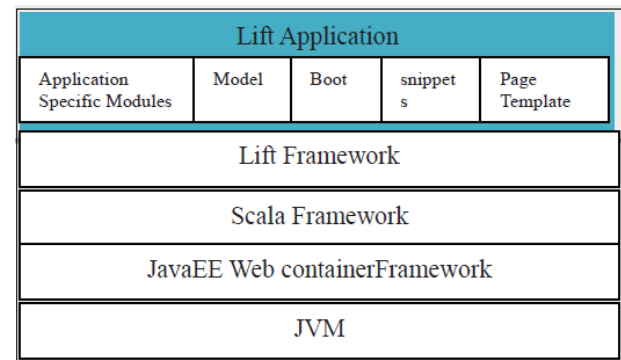 Lift Application
Application Model Boot snippet Page
Specific Modules s Template
Lift Framework
Scala Framework
JavaEE Web containerFramework
JVM